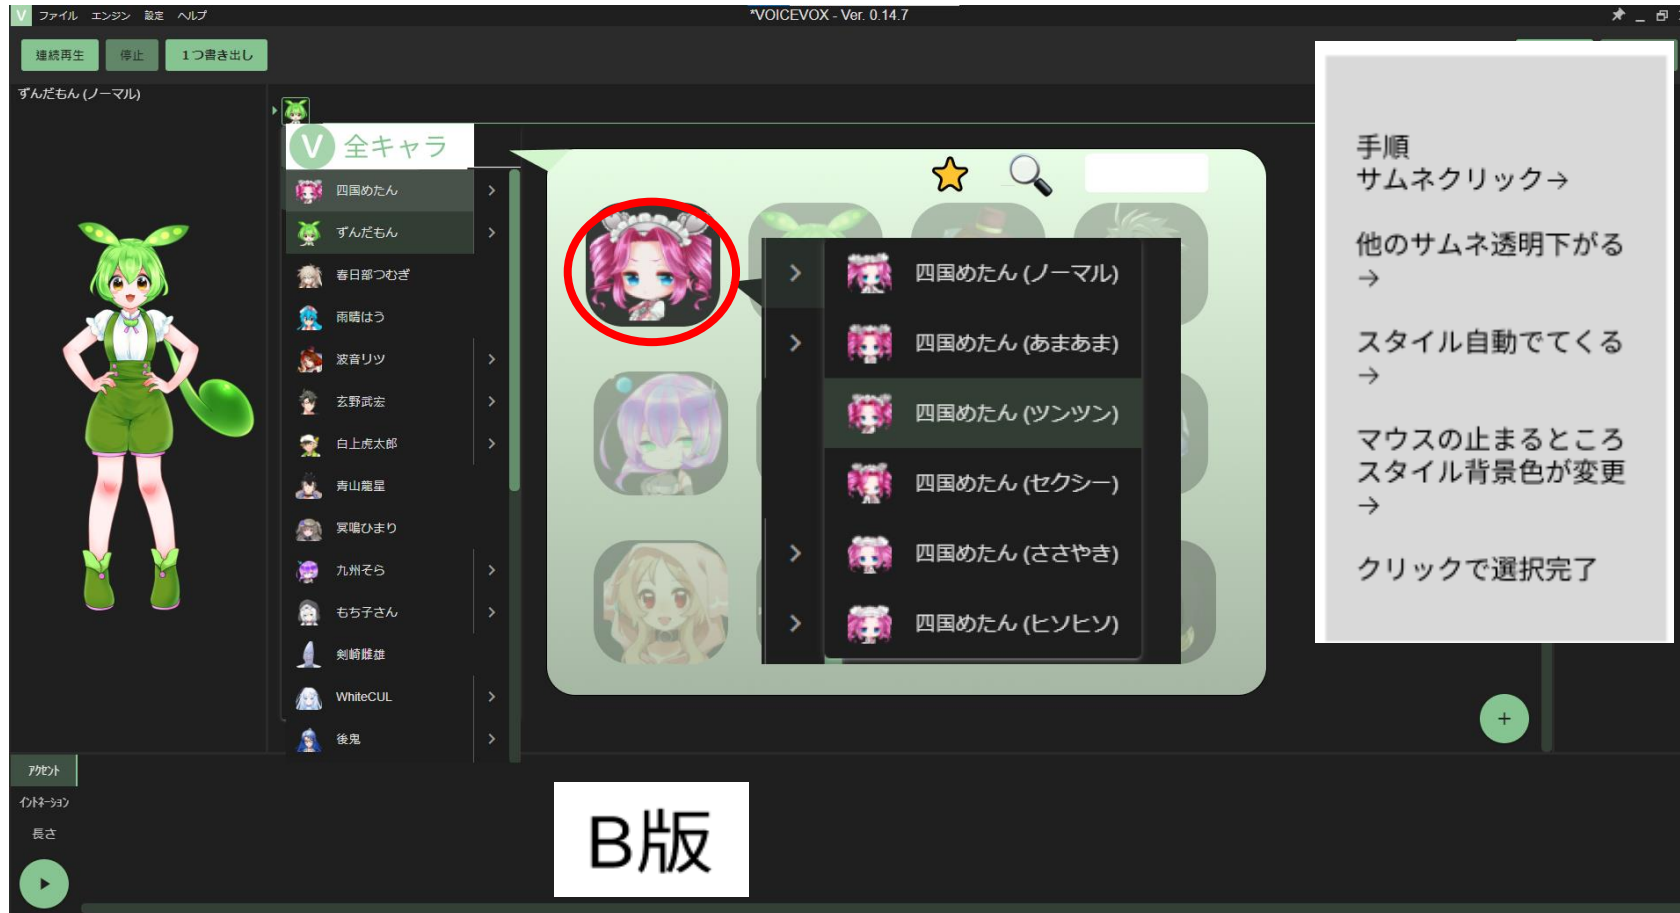 V ファイル エンジン 設定 ヘルプ
*VOICEVOX - Ver. 0.14.7
連続再生 停止 1つ書き出し
ずんだもん (ノーマル)
V 全キャラ
四国めたん
ずんだもん
春日部つむぎ
雨晴はう
波音リツ
玄野武宏
白上虎太郎
青山龍星
冥鳴ひまり
九州そら
もち子さん
剣崎雌雄
WhiteCUL
後鬼
四国めたん (ノーマル)
四国めたん (あまあま)
四国めたん (ツンツン)
四国めたん (セクシー)
四国めたん (ささやき)
四国めたん (ヒソヒソ)
手順
サムネクリック→
他のサムネ透明下がる
→
スタイル自動でてくる
→
マウスの止まるところ
スタイル背景色が変更
→
クリックで選択完了
アクセント
イントネーション
長さ
B版